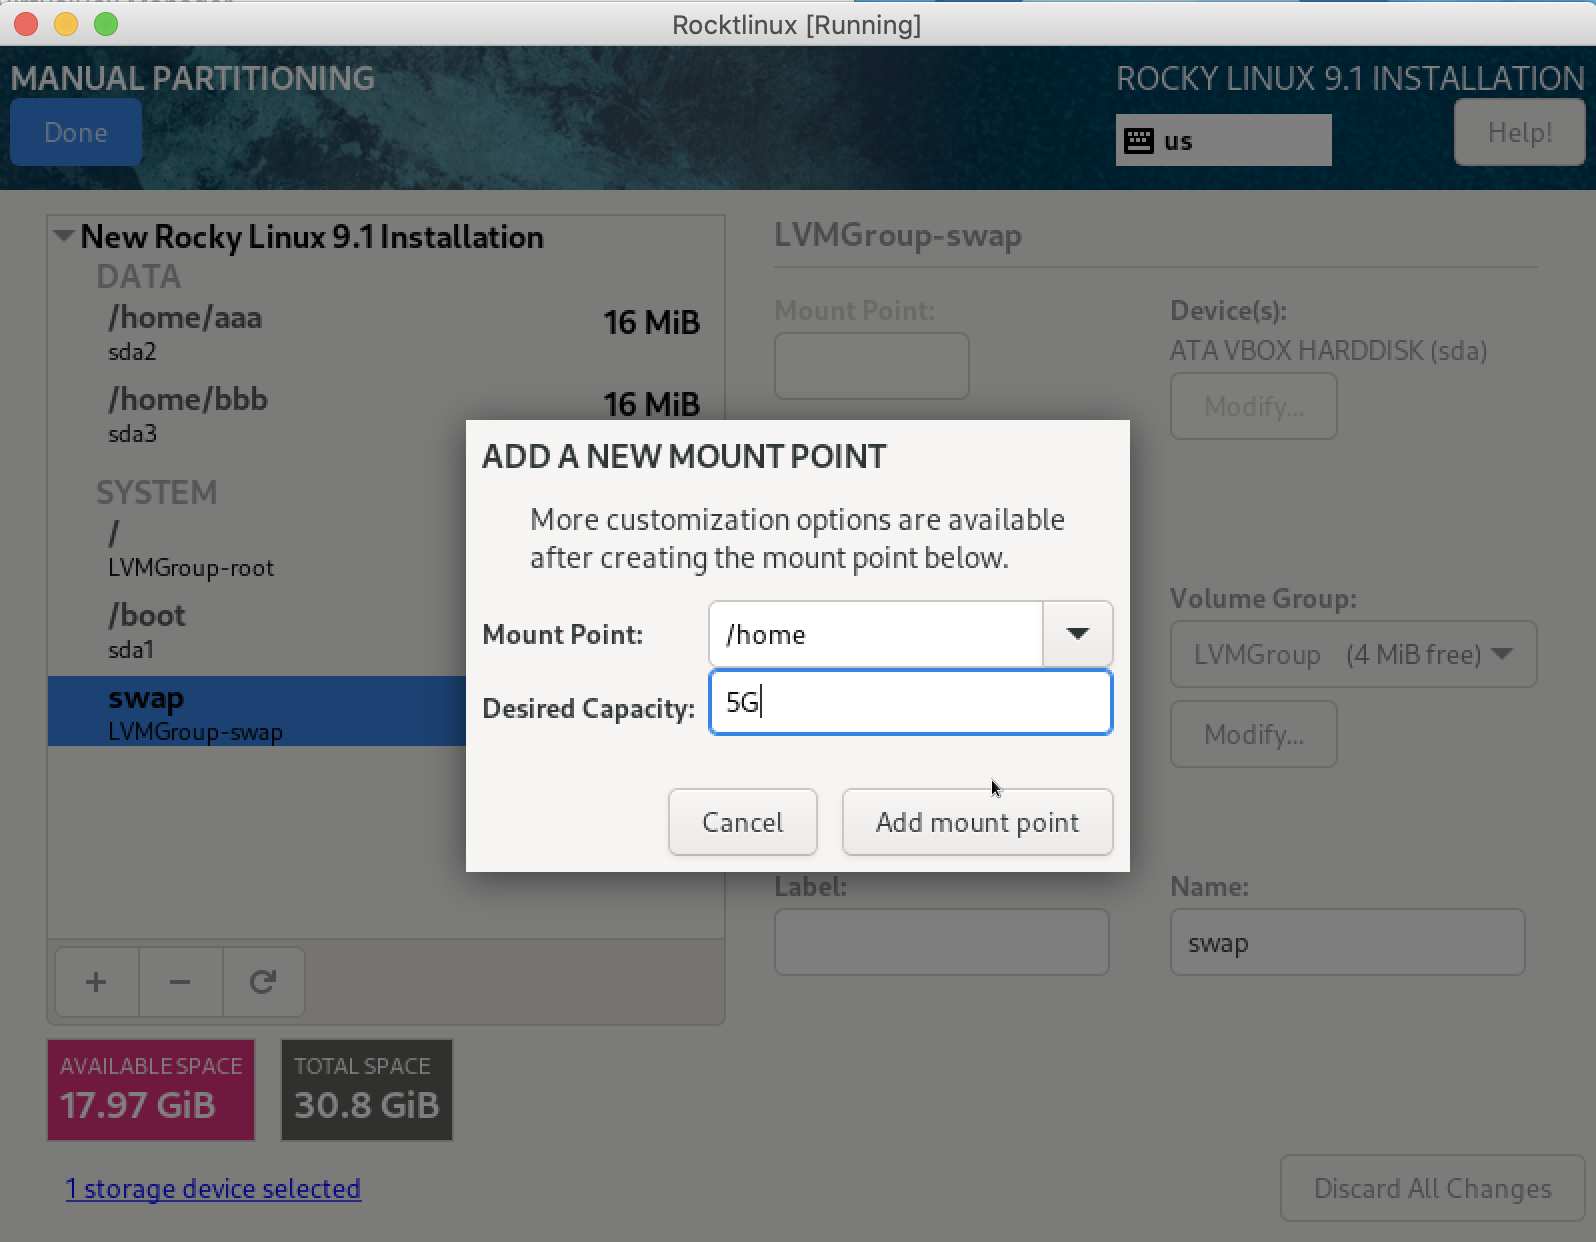 Rocktlinux [Running]
MANUAL PARTITIONING
ROCKY LINUX 9.1 INSTALLATION
Done
us
Help!
New Rocky Linux 9.1 Installation
DATA
/home/aaa
16 MiB
sda2
/home/bbb
16 MiB
sda3
SYSTEM
/
LVMGroup-root
/boot
sda1
swap
LVMGroup-swap
+ −
AVAILABLE SPACE
17.97 GiB
TOTAL SPACE
30.8 GiB
1 storage device selected
LVMGroup-swap
Mount Point:
Device(s):
ATA VBOX HARDDISK (sda)
Modify...
Volume Group:
LVMGroup (4 MiB free)
Modify...
Label:
Name:
swap
Discard All Changes
ADD A NEW MOUNT POINT
More customization options are available
after creating the mount point below.
Mount Point:
/home
Desired Capacity:
5G
Cancel
Add mount point